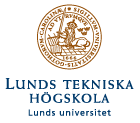 LUNDS TEKNISKA
HÖGSKOLA
Lunds universitet